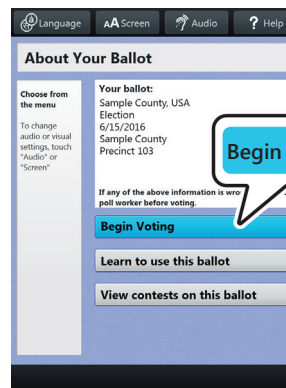 Language
AA Screen
Audio
? Help
About Your Ballot
Choose from
the menu
To change
audio or visual
settings, touch
"Audio" or
"Screen"
Your ballot:
Sample County, USA
Election
6/15/2016
Sample County
Precinct 103
If any of the above information is
poll worker before voting.
Begin
Begin Voting
Learn to use this ballot
View contests on this ballot